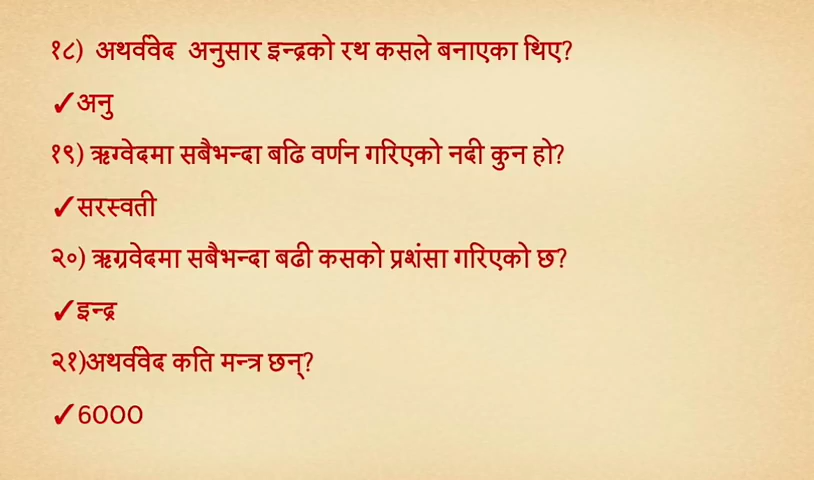 १८)  अथर्ववेद  अनुसार इन्द्रको रथ कसले बनाएका थिए?
✓अनु
१९) ऋग्वेदमा सबैभन्दा बढि वर्णन गरिएको नदी कुन हो?
✓सरस्वती
२०) ऋग्रवेदमा सबैभन्दा बढी कसको प्रशंसा गरिएको छ?
✓इन्द्र
२१)अथर्ववेद कति मन्त्र छन्?
✓6000